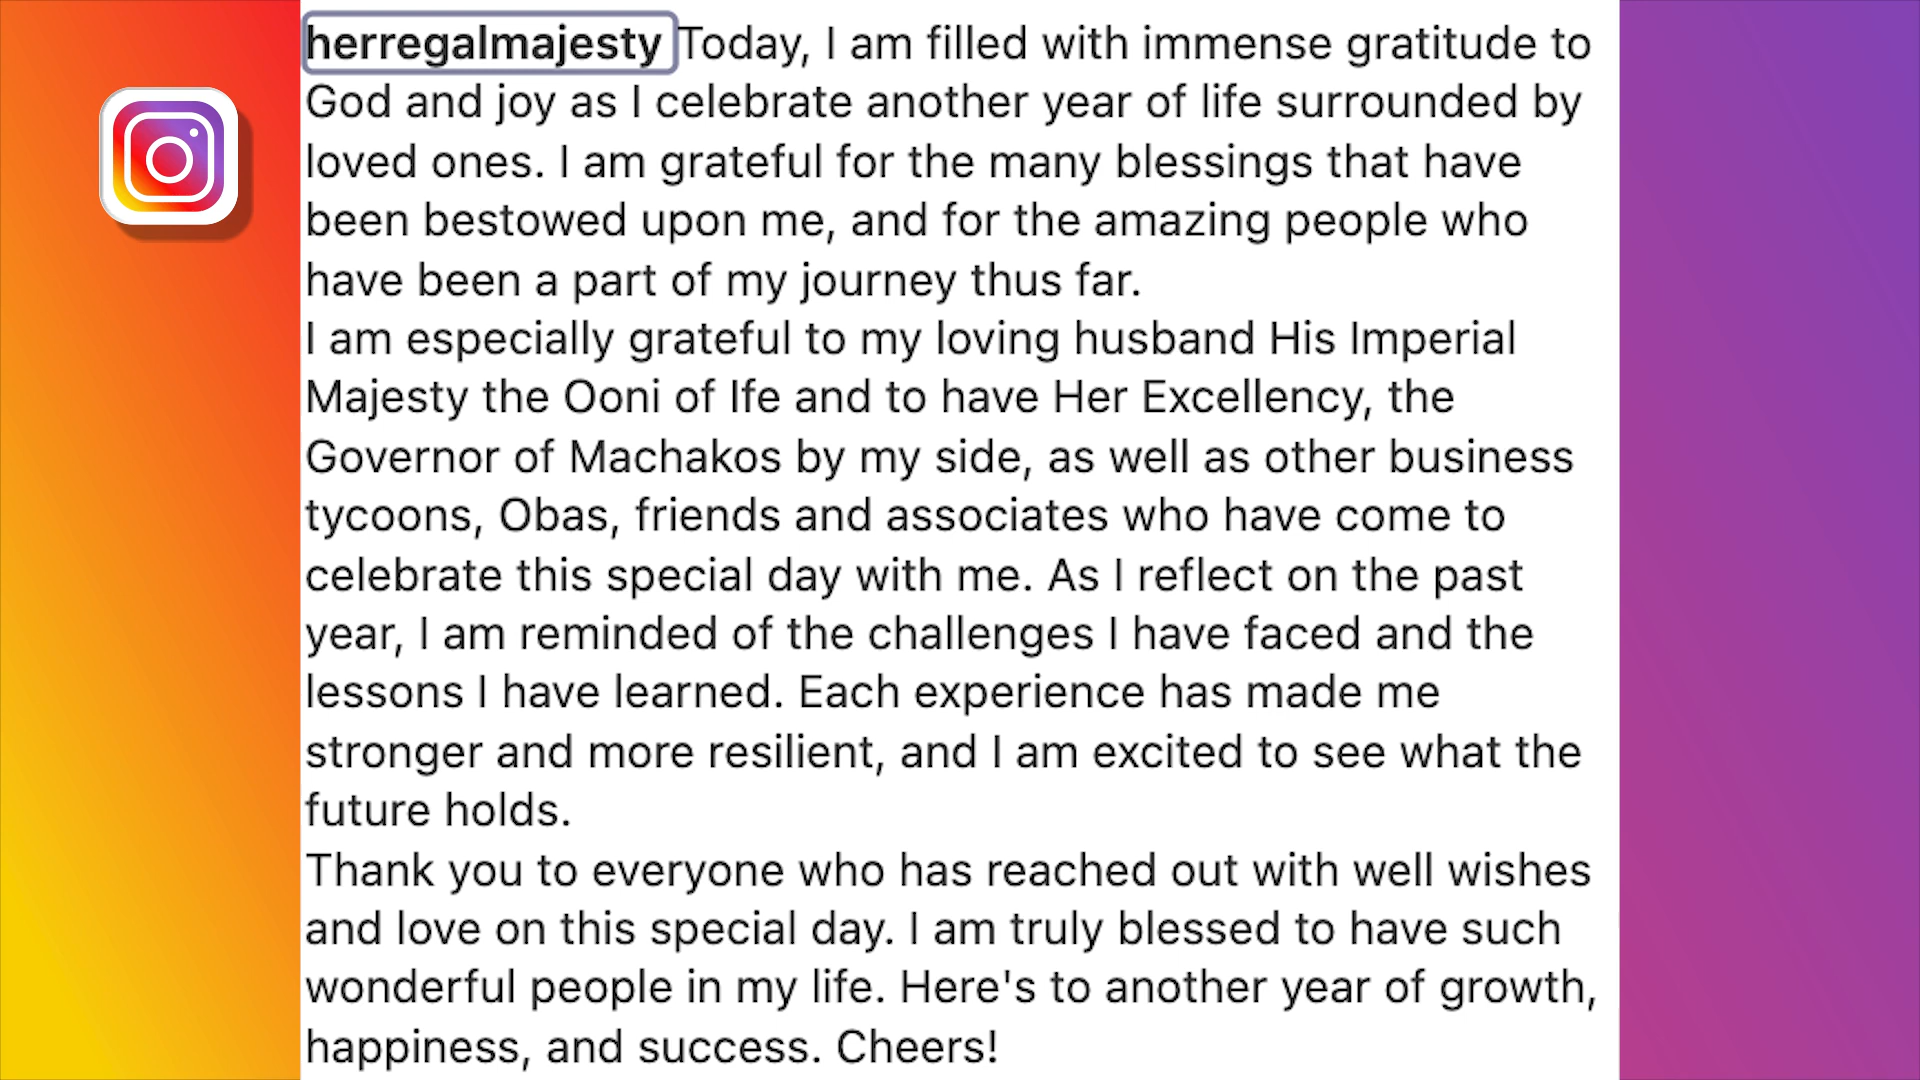 herregalmajesty Today, I am filled with immense gratitude to
God and joy as I celebrate another year of life surrounded by
loved ones. I am grateful for the many blessings that have
been bestowed upon me, and for the amazing people who
have been a part of my journey thus far.
I am especially grateful to my loving husband His Imperial
Majesty the Ooni of Ife and to have Her Excellency, the
Governor of Machakos by my side, as well as other business
tycoons, Obas, friends and associates who have come to
celebrate this special day with me. As I reflect on the past
year, I am reminded of the challenges I have faced and the
lessons I have learned. Each experience has made me
stronger and more resilient, and I am excited to see what the
future holds.
Thank you to everyone who has reached out with well wishes
and love on this special day. I am truly blessed to have such
wonderful people in my life. Here's to another year of growth,
happiness, and success. Cheers!